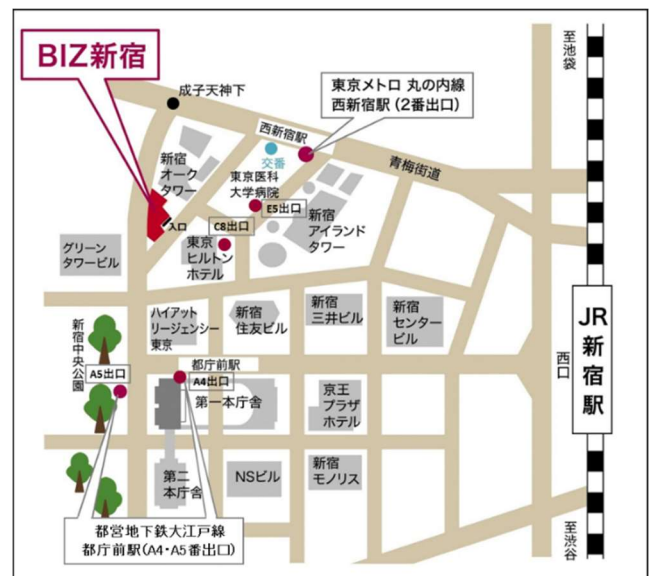 至池袋
BIZ新宿
成子天神下
東京メトロ 丸の内線
西新宿駅(2番出口)
西新宿駅
交番
青梅街道
新宿
オーク
タワー
東京医科
大学病院
E5出口
入口
C8出口
新宿
アイランド
タワー
グリーン
タワービル
東京
ヒルトン
ホテル
ハイアット
リージェンシー
東京
新宿
住友ビル
新宿
三井ビル
新宿
センター
ビル
JR新宿駅
西口
新宿中央公園
都庁前駅
A5出口
A4出口
第一本庁舎
京王
プラザ
ホテル
第二
本庁舎
NSビル
新宿
モノリス
都営地下鉄大江戸線
都庁前駅(A4・A5番出口)
至渋谷